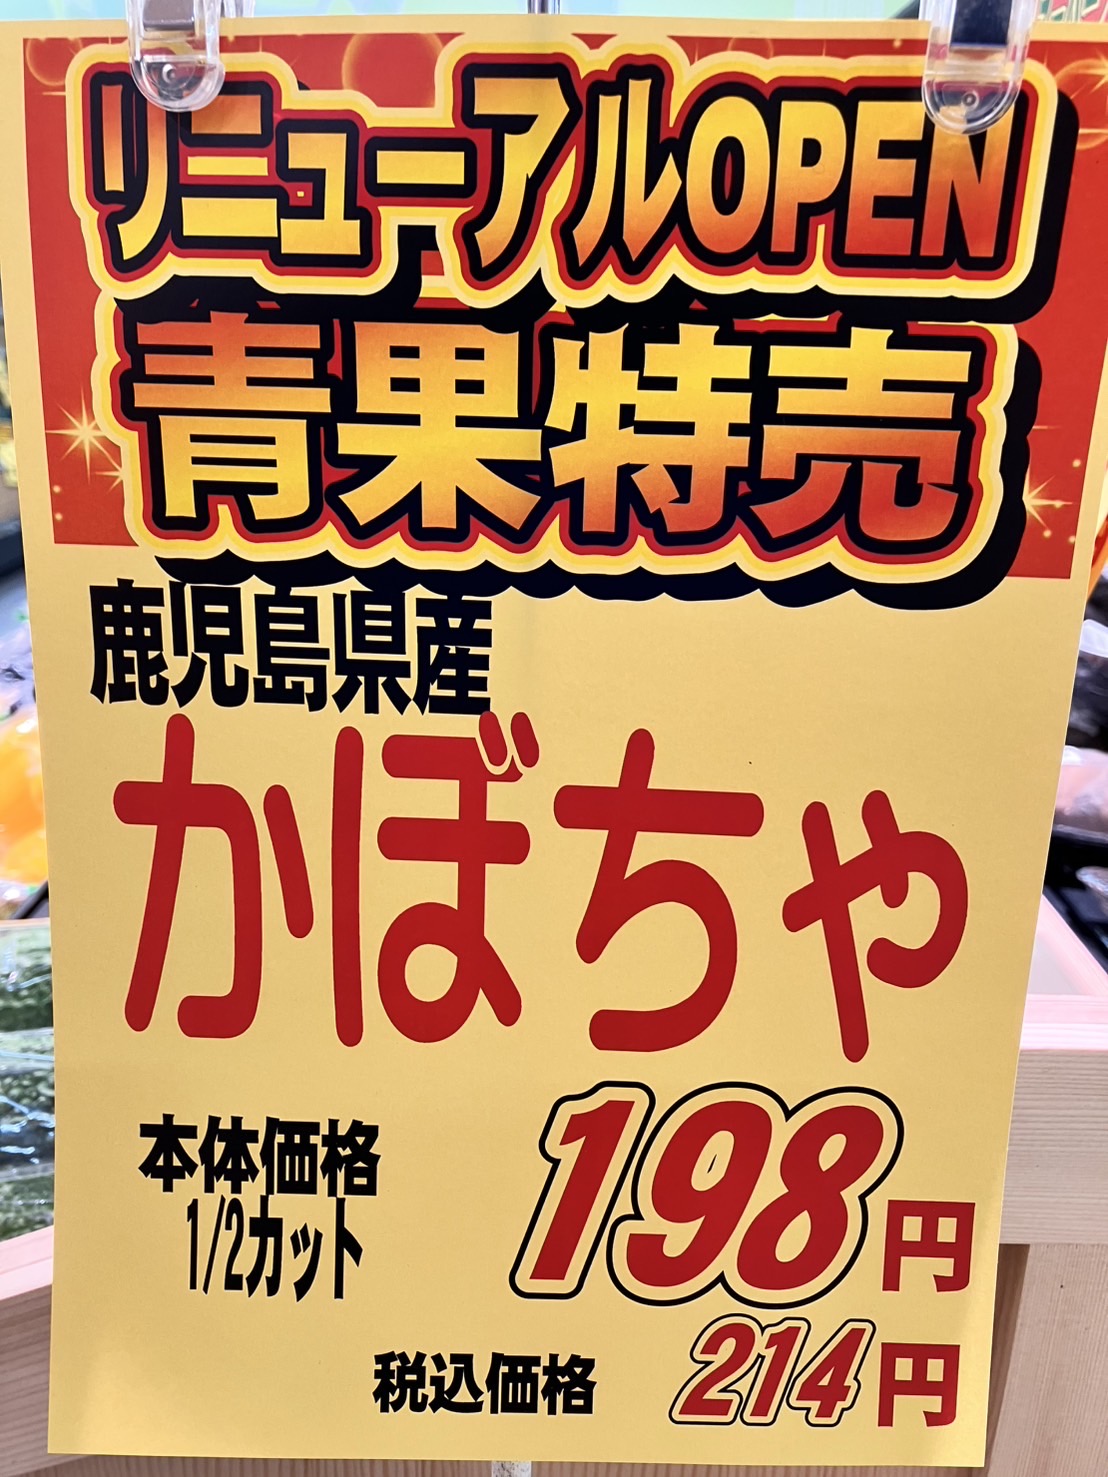 リニューアルOPEN
青果特売
鹿児島県産
かぼちゃ
本体価格
1/2カット
198円
税込価格 214円